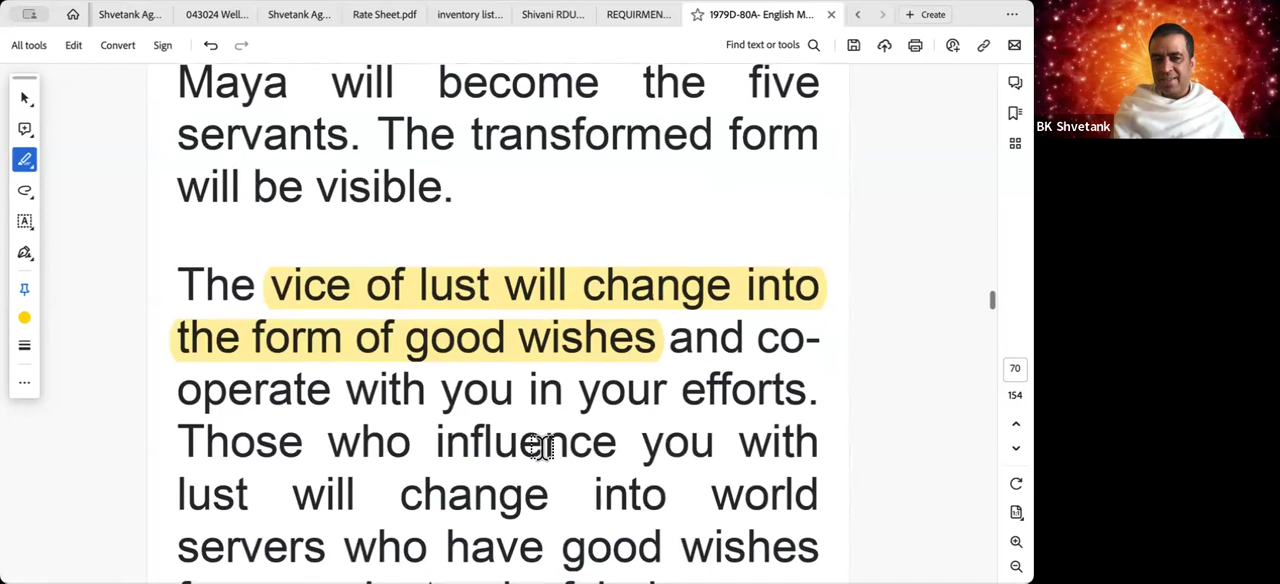 Shvetank Ag...
043024 Well...
Shvetank Ag...
Rate Sheet.pdf
inventory list...
Shivani RDU...
REQUIRMEN...
1979D-80A- English M...
Create
All tools
Edit
Convert
Sign
Find text or tools
BK Shvetank
Maya will become the five
servants. The transformed form
will be visible.
The vice of lust will change into
the form of good wishes and co-
operate with you in your efforts.
Those who influence you with
lust will change into world
servers who have good wishes
70
154